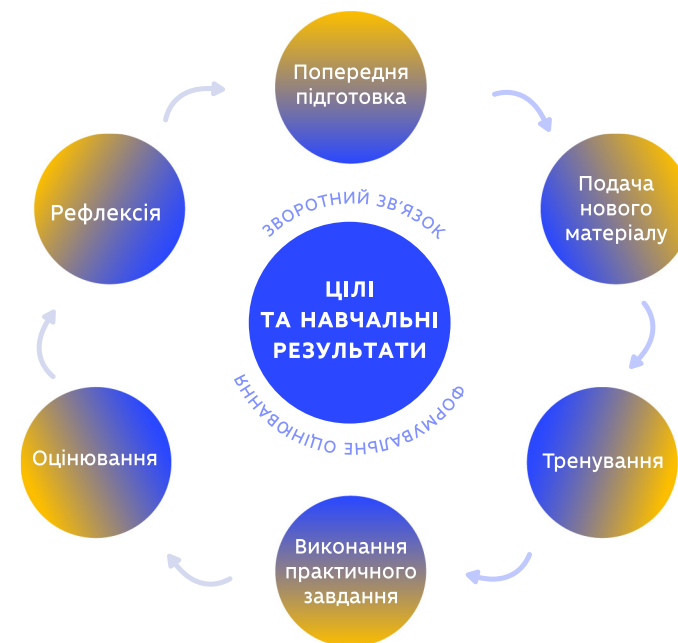 Попередня
підготовка
Подача
нового
матеріалу
Тренування
Виконання
практичного
завдання
Оцінювання
Рефлексія
ЗВОРОТНИЙ ЗВ'ЯЗОК
ЦІЛІ
ТА НАВЧАЛЬНІ
РЕЗУЛЬТАТИ
ФОРМУВАЛЬНЕ ОЦІНЮВАННЯ